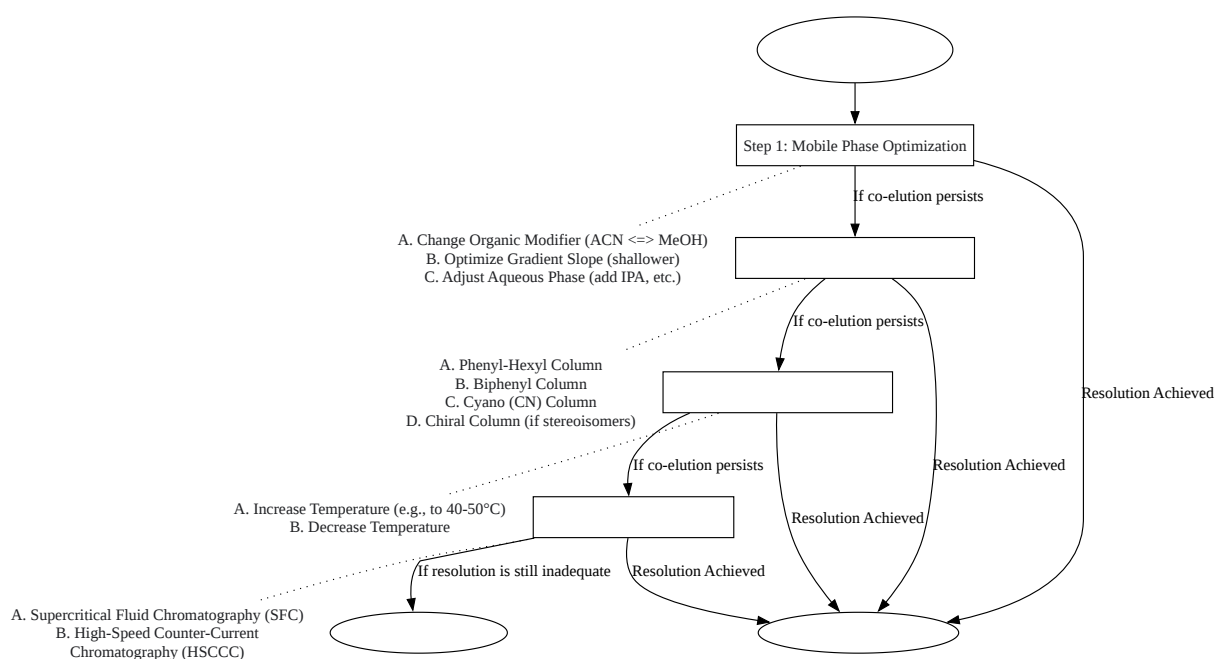 Step 1: Mobile Phase Optimization
If co-elution persists
A. Change Organic Modifier (ACN <=> MeOH)
B. Optimize Gradient Slope (shallower)
C. Adjust Aqueous Phase (add IPA, etc.)
If co-elution persists
A. Phenyl-Hexyl Column
B. Biphenyl Column
C. Cyano (CN) Column
D. Chiral Column (if stereoisomers)
Resolution Achieved
If co-elution persists
Resolution Achieved
A. Increase Temperature (e.g., to 40-50°C)
B. Decrease Temperature
Resolution Achieved
If resolution is still inadequate
Resolution Achieved
A. Supercritical Fluid Chromatography (SFC)
B. High-Speed Counter-Current
Chromatography (HSCCC)